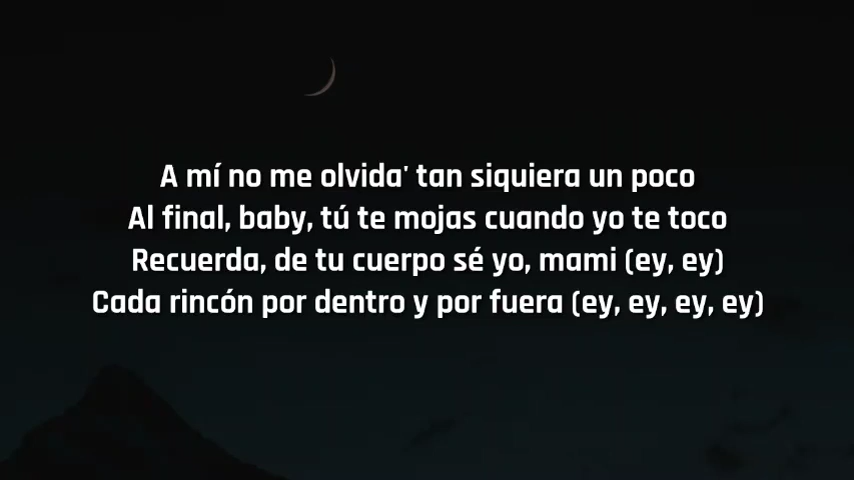 A mí no me olvida' tan siquiera un poco
Al final, baby, tú te mojas cuando yo te toco
Recuerda, de tu cuerpo sé yo, mami (ey, ey)
Cada rincón por dentro y por fuera (ey, ey, ey, ey)